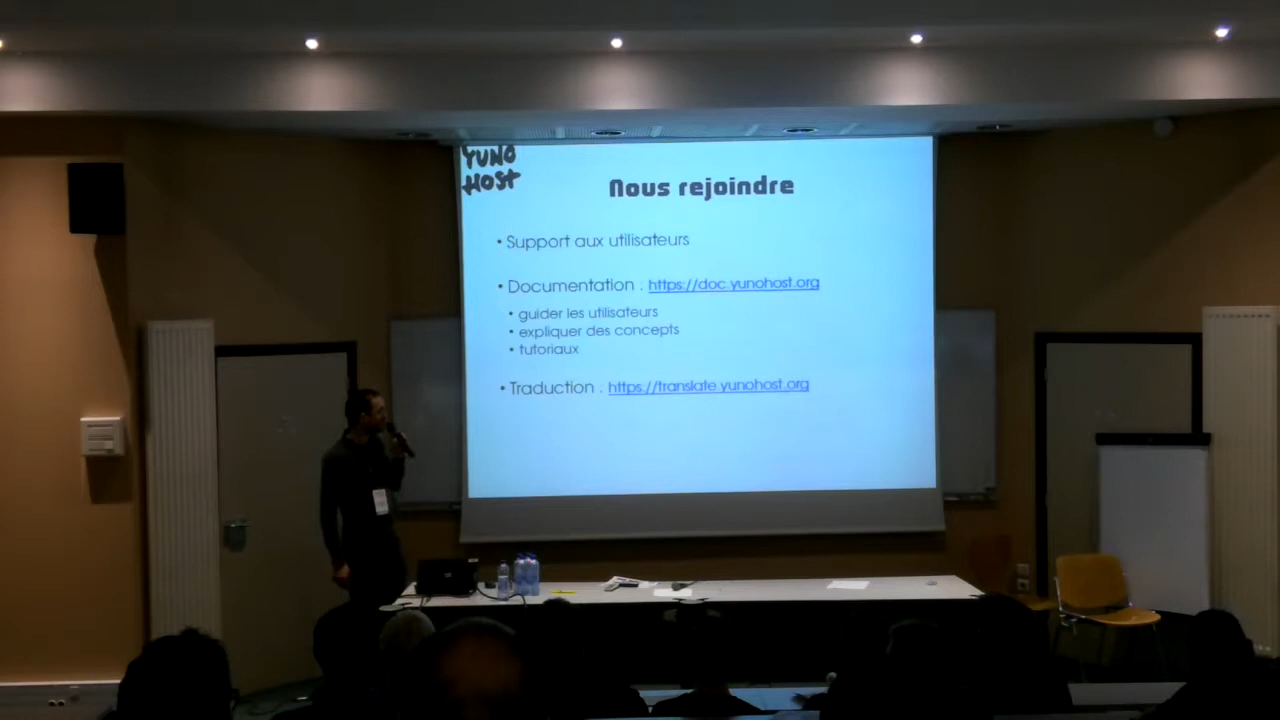 YUNO
HOST
Nous rejoindre
• Support aux utilisateurs
• Documentation : https://doc.yunohost.org
• guider les utilisateurs
• expliquer des concepts
• tutoriaux
• Traduction : https://translate.yunohost.org